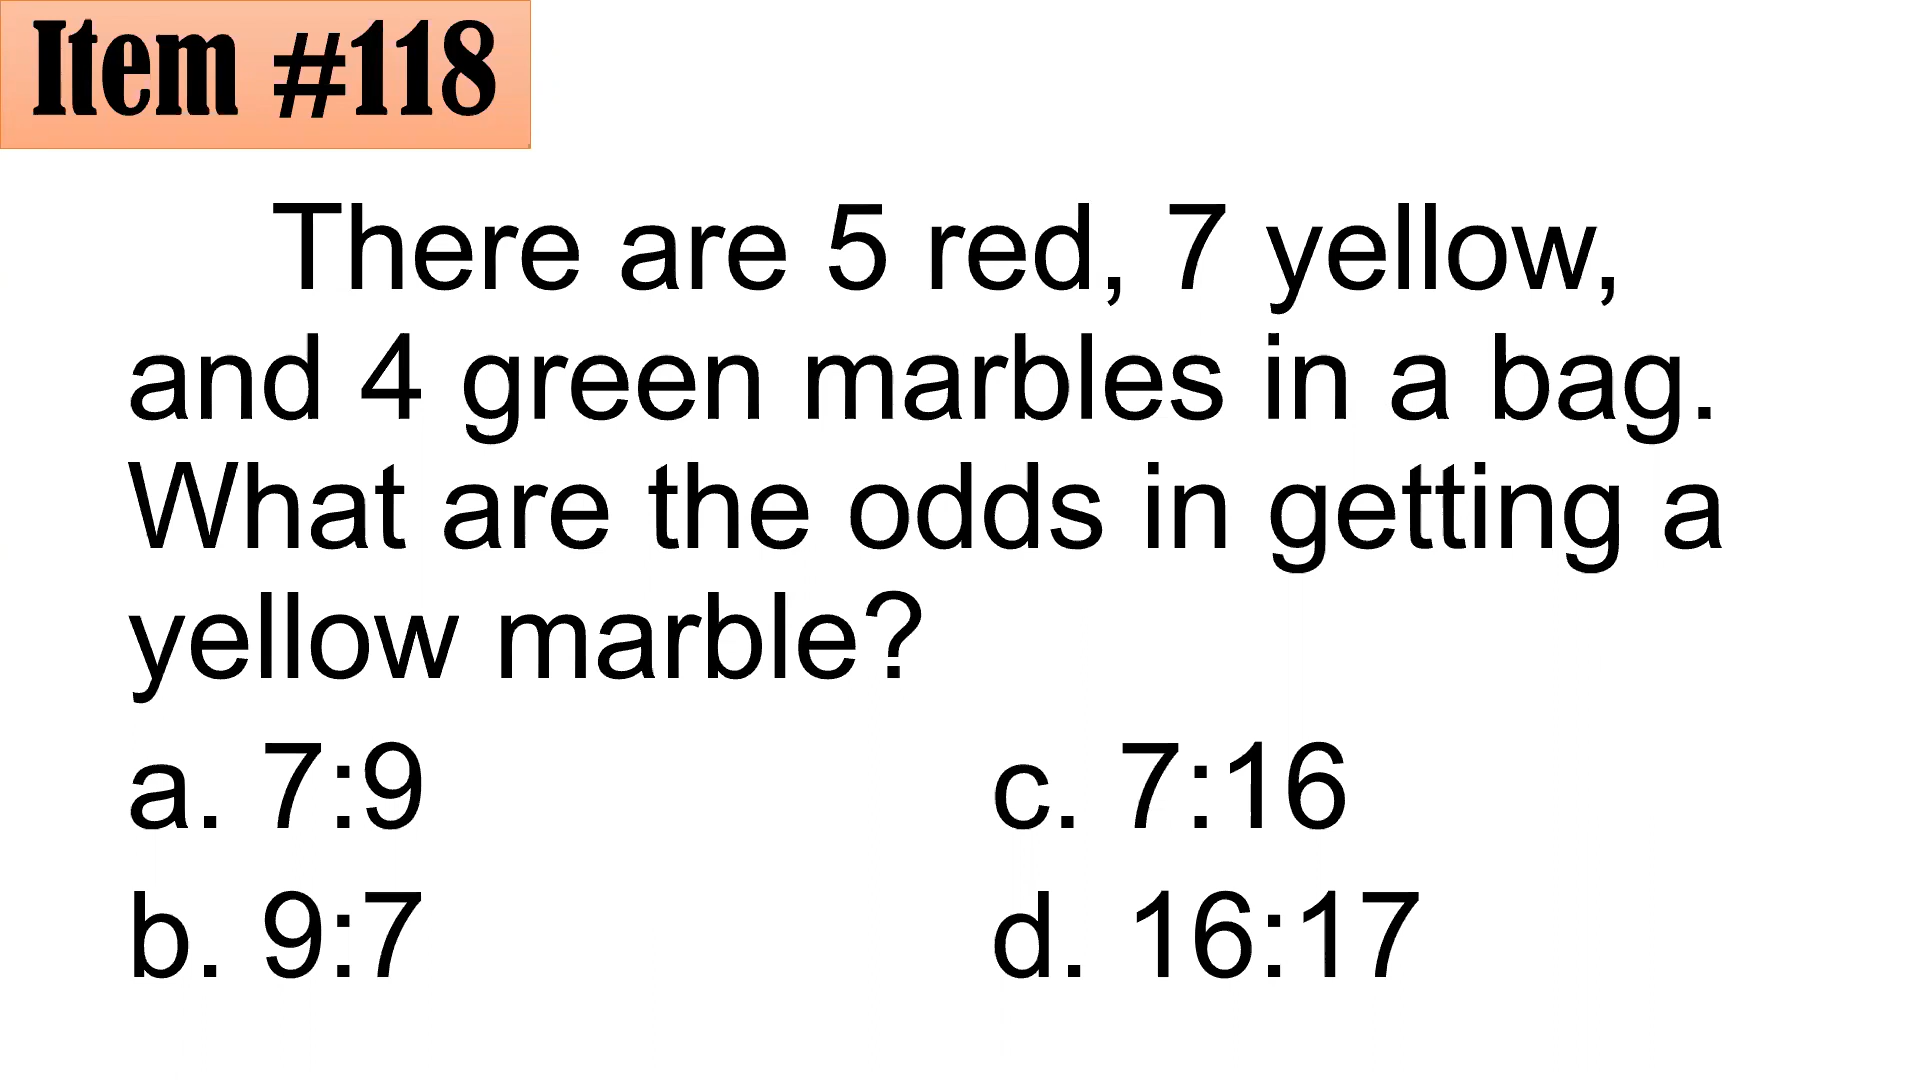 Item #118
There are 5 red, 7 yellow,
and 4 green marbles in a bag.
What are the odds in getting a
yellow marble?
a. 7:9 c. 7:16
b. 9:7 d. 16:17